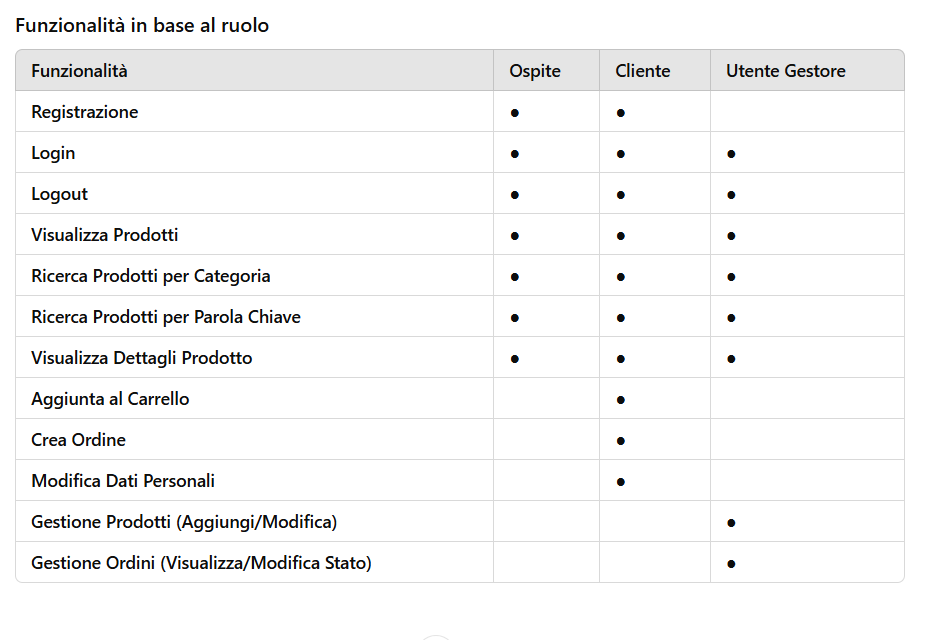 Funzionalità in base al ruolo
Funzionalità Ospite Cliente Utente Gestore
Registrazione ● ●
Login ● ● ●
Logout ● ● ●
Visualizza Prodotti ● ● ●
Ricerca Prodotti per Categoria ● ● ●
Ricerca Prodotti per Parola Chiave ● ● ●
Visualizza Dettagli Prodotto ● ● ●
Aggiunta al Carrello ●
Crea Ordine ●
Modifica Dati Personali ●
Gestione Prodotti (Aggiungi/Modifica) ●
Gestione Ordini (Visualizza/Modifica Stato) ●